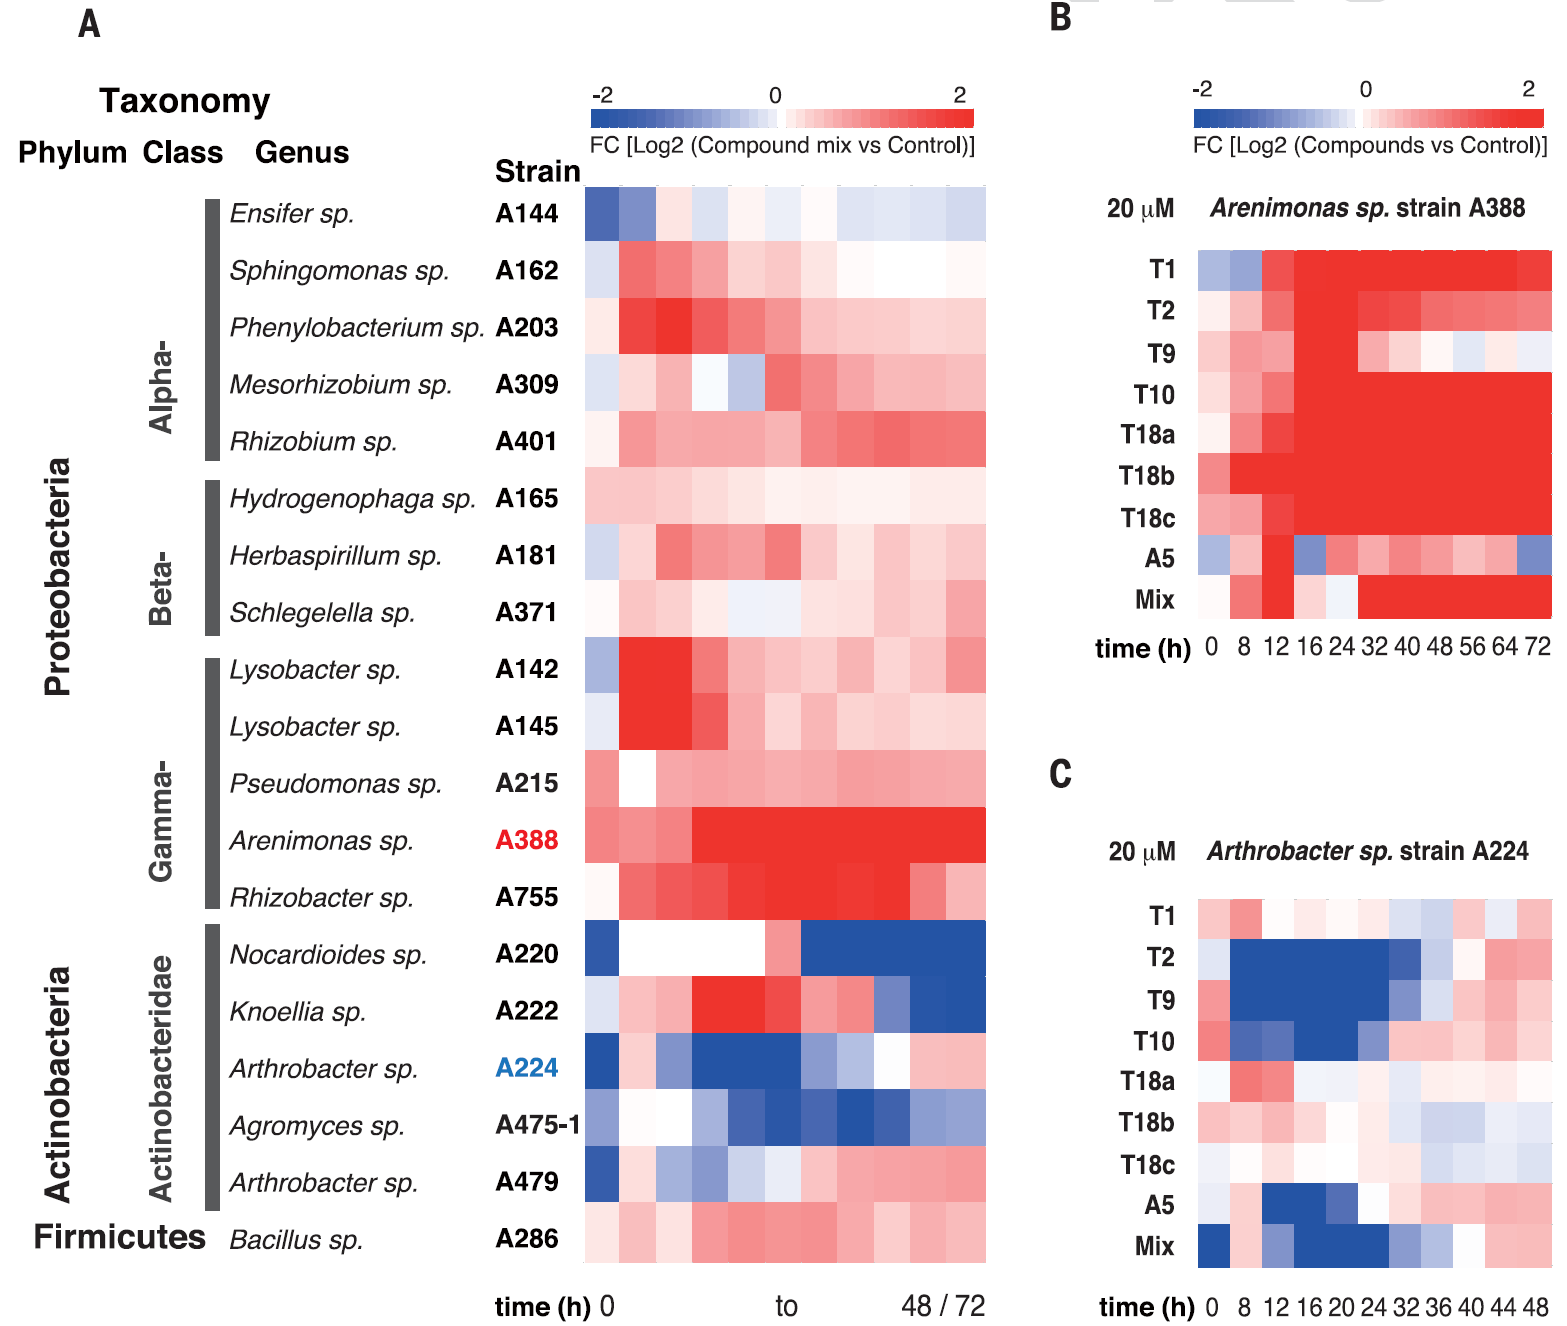 A
Taxonomy
Phylum Class Genus
Strain
-2 0 2
FC [Log2 (Compound mix vs Control)]
Proteobacteria
Alpha-
Ensifer sp. A144
Sphingomonas sp. A162
Phenylobacterium sp. A203
Mesorhizobium sp. A309
Rhizobium sp. A401
Beta-
Hydrogenophaga sp. A165
Herbaspirillum sp. A181
Schlegelella sp. A371
Gamma-
Lysobacter sp. A142
Lysobacter sp. A145
Pseudomonas sp. A215
Arenimonas sp. A388
Rhizobacter sp. A755
Actinobacteria
Actinobacteridae
Nocardioides sp. A220
Knoellia sp. A222
Arthrobacter sp. A224
Agromyces sp. A475-1
Arthrobacter sp. A479
Firmicutes Bacillus sp. A286
time (h) 0 to 48 / 72
B
-2 0 2
FC [Log2 (Compounds vs Control)]
20 μM Arenimonas sp. strain A388
T1
T2
T9
T10
T18a
T18b
T18c
A5
Mix
time (h) 0 8 12 16 24 32 40 48 56 64 72
C
20 μM Arthrobacter sp. strain A224
T1
T2
T9
T10
T18a
T18b
T18c
A5
Mix
time (h) 0 8 12 16 20 24 32 36 40 44 48